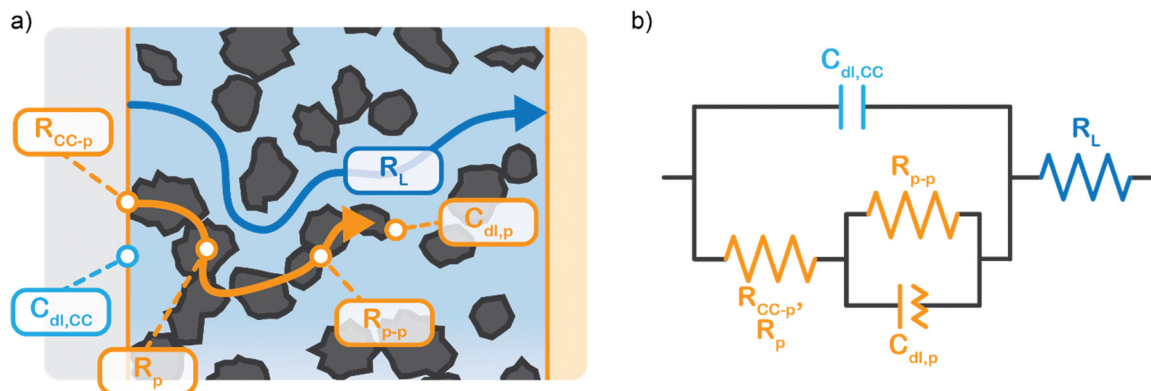 a)
R_CC-p
R_L
C_dl,p
C_dl,CC
R_p-p
R_p
b)
C_dl,CC
R_L
R_p-p
R_CC-p,
R_p
C_dl,p